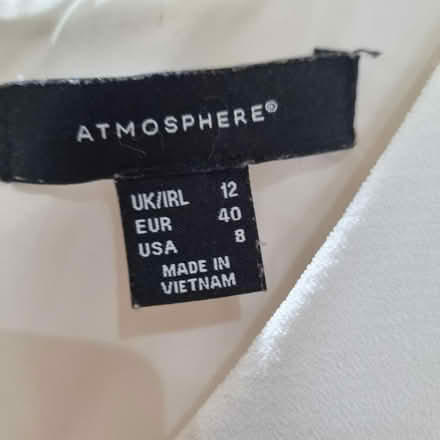 ATMOSPHERE®
UK/IRL 12
EUR 40
USA 8
MADE IN
VIETNAM